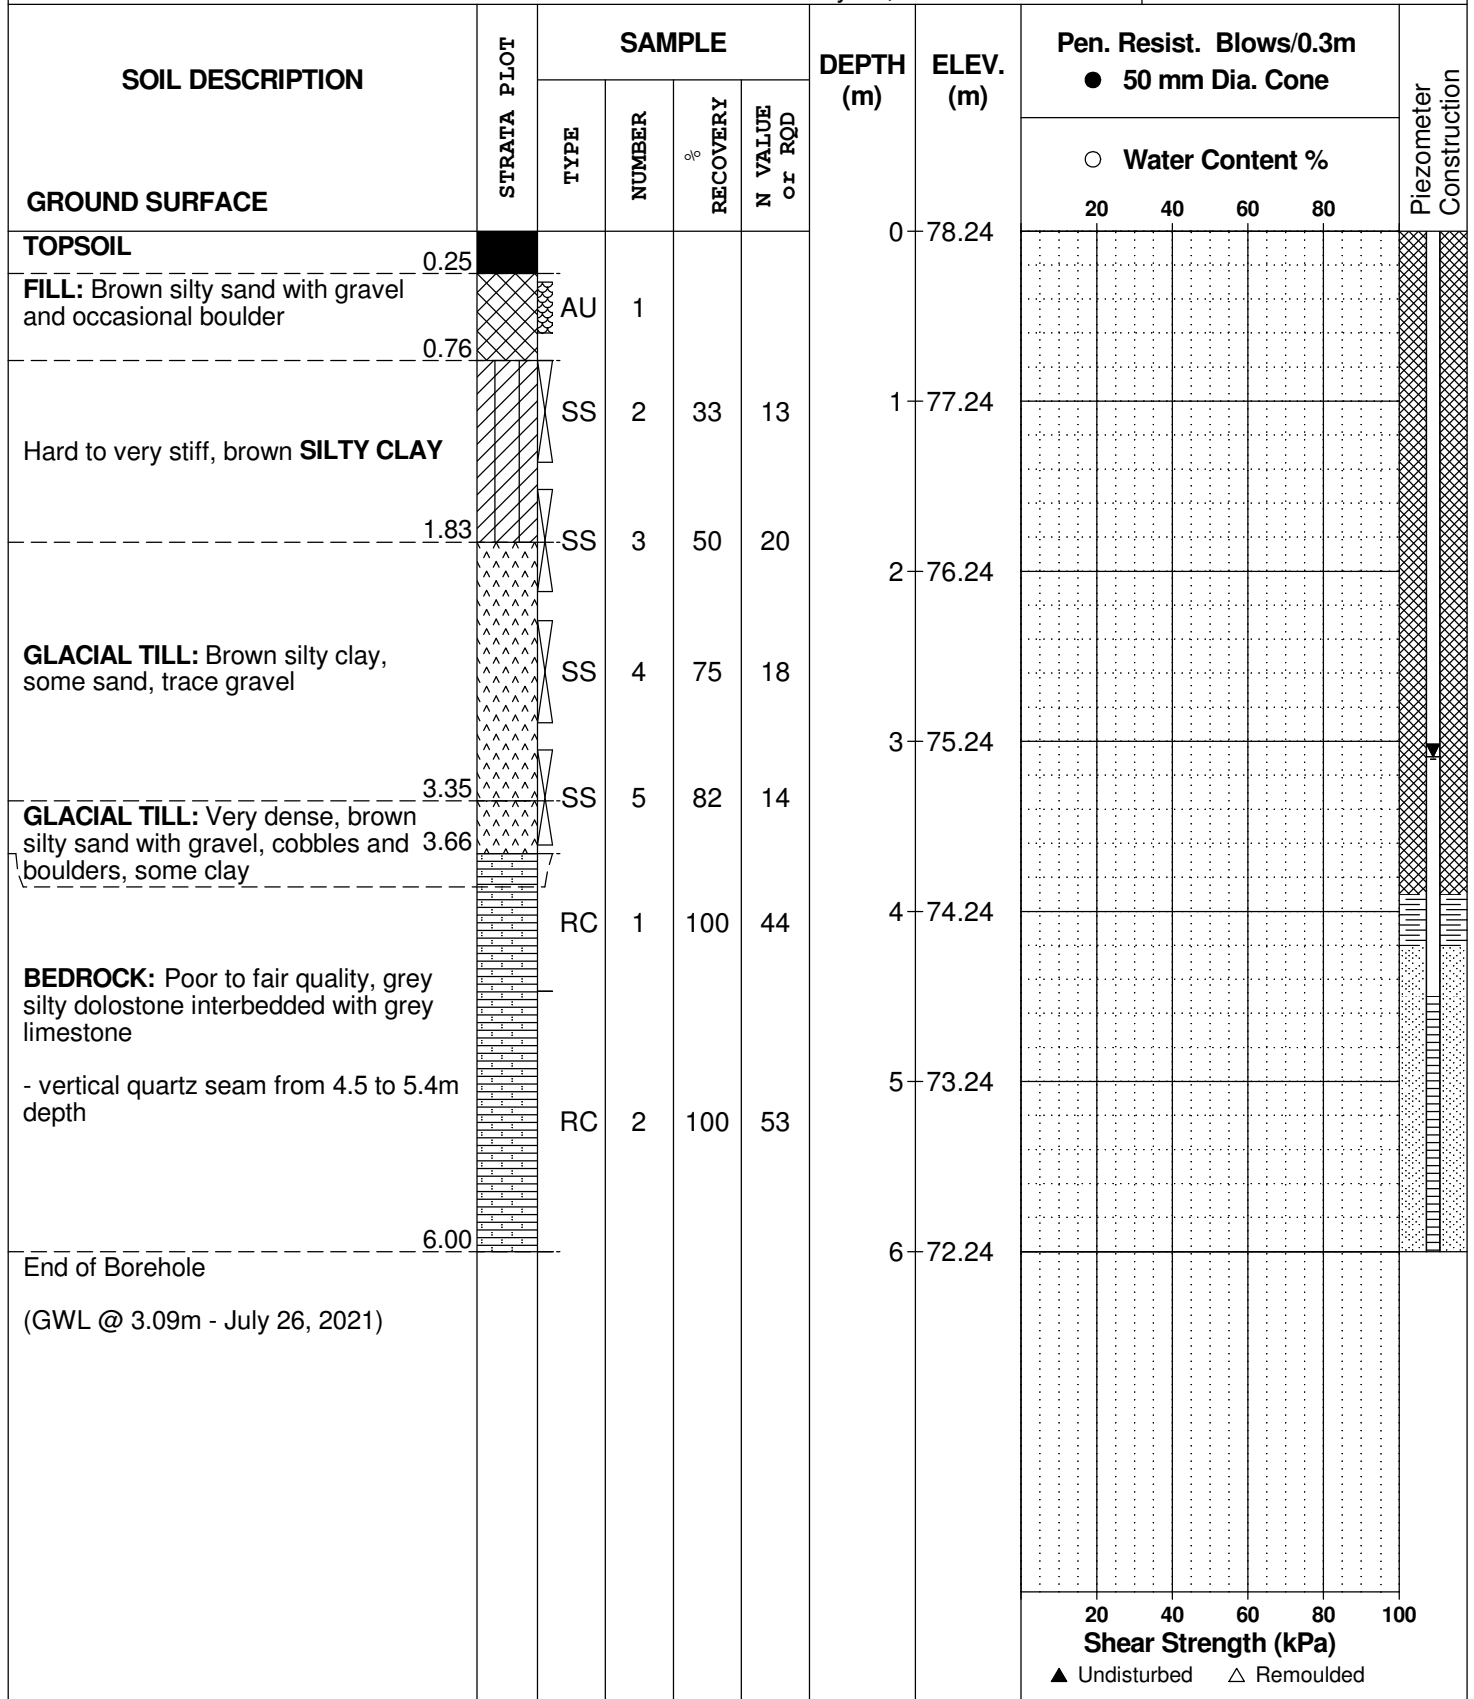 SOIL DESCRIPTION
GROUND SURFACE
STRATA PLOT
SAMPLE
TYPE
NUMBER
%
RECOVERY
N VALUE
or RQD
DEPTH
(m)
ELEV.
(m)
Pen. Resist. Blows/0.3m
● 50 mm Dia. Cone
○ Water Content %
20 40 60 80
Piezometer
Construction
0 78.24
TOPSOIL
0.25
FILL: Brown silty sand with gravel
and occasional boulder
AU 1
0.76
SS 2 33 13
1 77.24
Hard to very stiff, brown SILTY CLAY
1.83
SS 3 50 20
2 76.24
GLACIAL TILL: Brown silty clay,
some sand, trace gravel
SS 4 75 18
3 75.24
3.35
SS 5 82 14
GLACIAL TILL: Very dense, brown
silty sand with gravel, cobbles and 3.66
boulders, some clay
RC 1 100 44
4 74.24
BEDROCK: Poor to fair quality, grey
silty dolostone interbedded with grey
limestone
- vertical quartz seam from 4.5 to 5.4m
depth
5 73.24
RC 2 100 53
6.00
6 72.24
End of Borehole
(GWL @ 3.09m - July 26, 2021)
20 40 60 80 100
Shear Strength (kPa)
▲ Undisturbed △ Remoulded